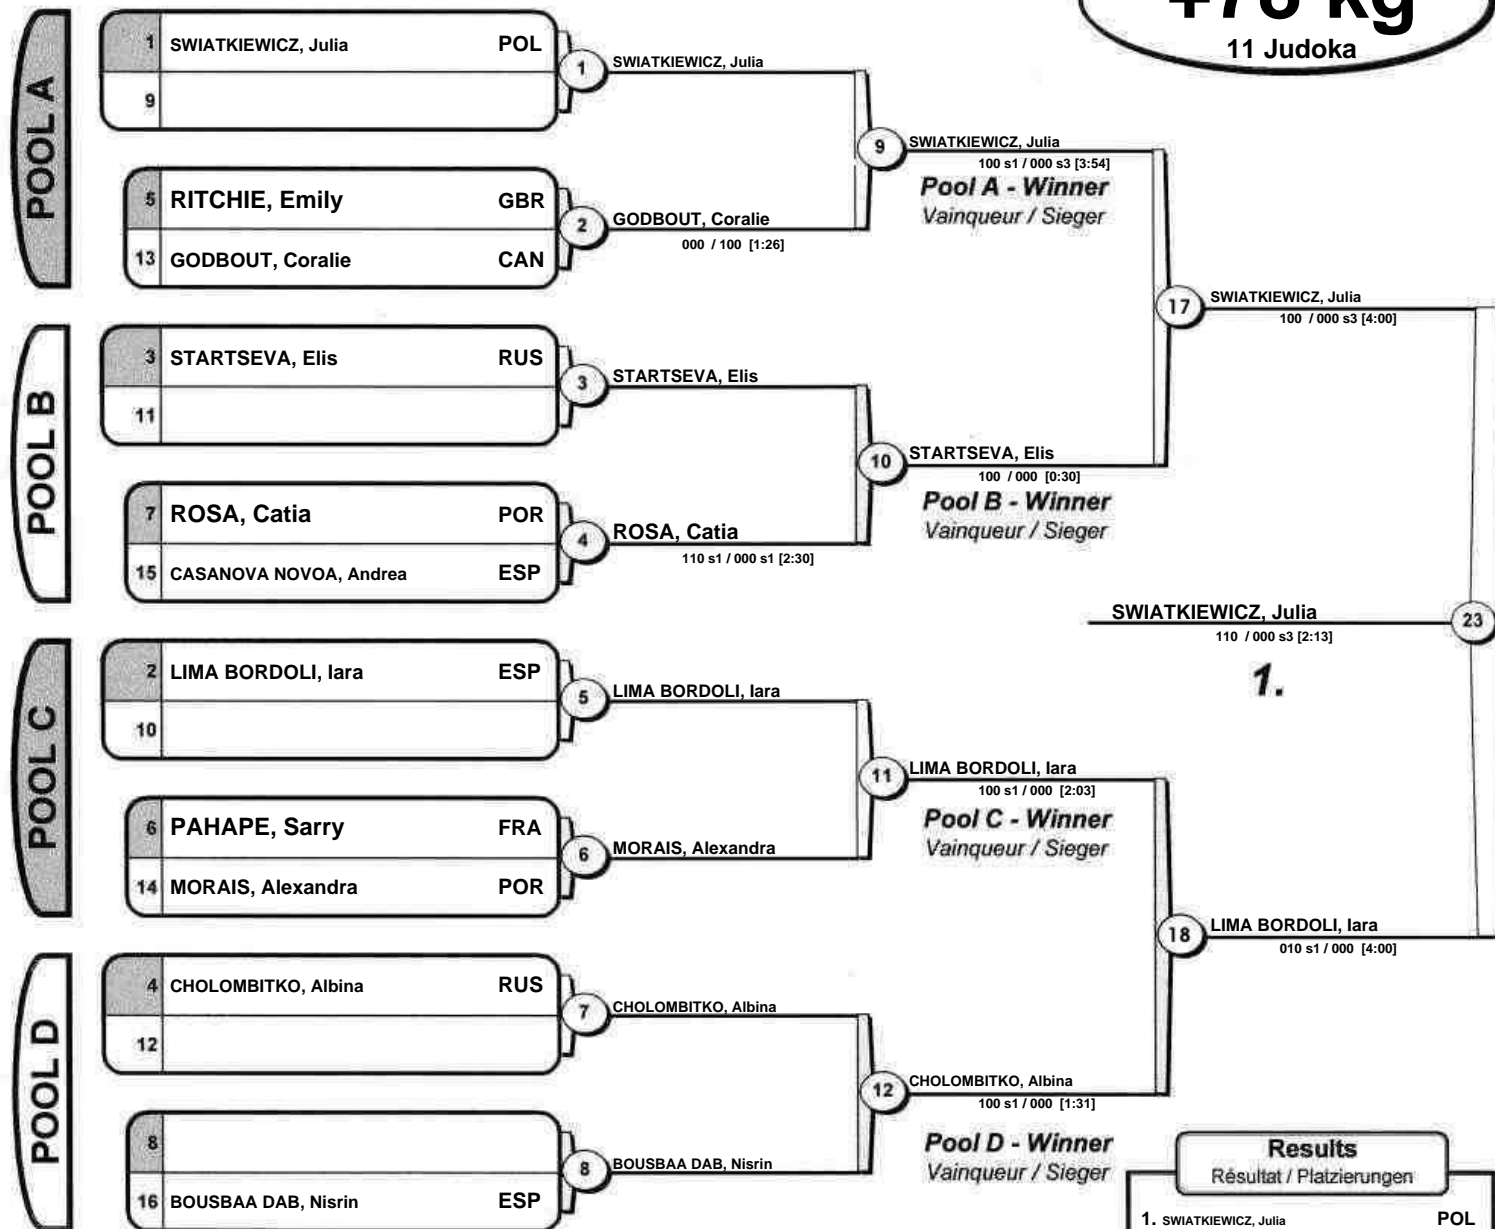 +78 kg
11 Judoka
POOL A
1 SWIATKIEWICZ, Julia POL
9
1 SWIATKIEWICZ, Julia
5 RITCHIE, Emily GBR
13 GODBOUT, Coralie CAN
2 GODBOUT, Coralie
000 / 100 [1:26]
9 SWIATKIEWICZ, Julia
100 s1 / 000 s3 [3:54]
Pool A - Winner
Vainqueur / Sieger
POOL B
3 STARTSEVA, Elis RUS
11
3 STARTSEVA, Elis
7 ROSA, Catia POR
15 CASANOVA NOVOA, Andrea ESP
4 ROSA, Catia
110 s1 / 000 s1 [2:30]
10 STARTSEVA, Elis
100 / 000 [0:30]
Pool B - Winner
Vainqueur / Sieger
17 SWIATKIEWICZ, Julia
100 / 000 s3 [4:00]
SWIATKIEWICZ, Julia 23
110 / 000 s3 [2:13]
1.
POOL C
2 LIMA BORDOLI, Iara ESP
10
5 LIMA BORDOLI, Iara
6 PAHAPE, Sarry FRA
14 MORAIS, Alexandra POR
6 MORAIS, Alexandra
11 LIMA BORDOLI, Iara
100 s1 / 000 [2:03]
Pool C - Winner
Vainqueur / Sieger
POOL D
4 CHOLOMBITKO, Albina RUS
12
7 CHOLOMBITKO, Albina
8
16 BOUSBAA DAB, Nisrin ESP
8 BOUSBAA DAB, Nisrin
12 CHOLOMBITKO, Albina
100 s1 / 000 [1:31]
Pool D - Winner
Vainqueur / Sieger
18 LIMA BORDOLI, Iara
010 s1 / 000 [4:00]
Results
Résultat / Platzierungen
1. SWIATKIEWICZ, Julia POL